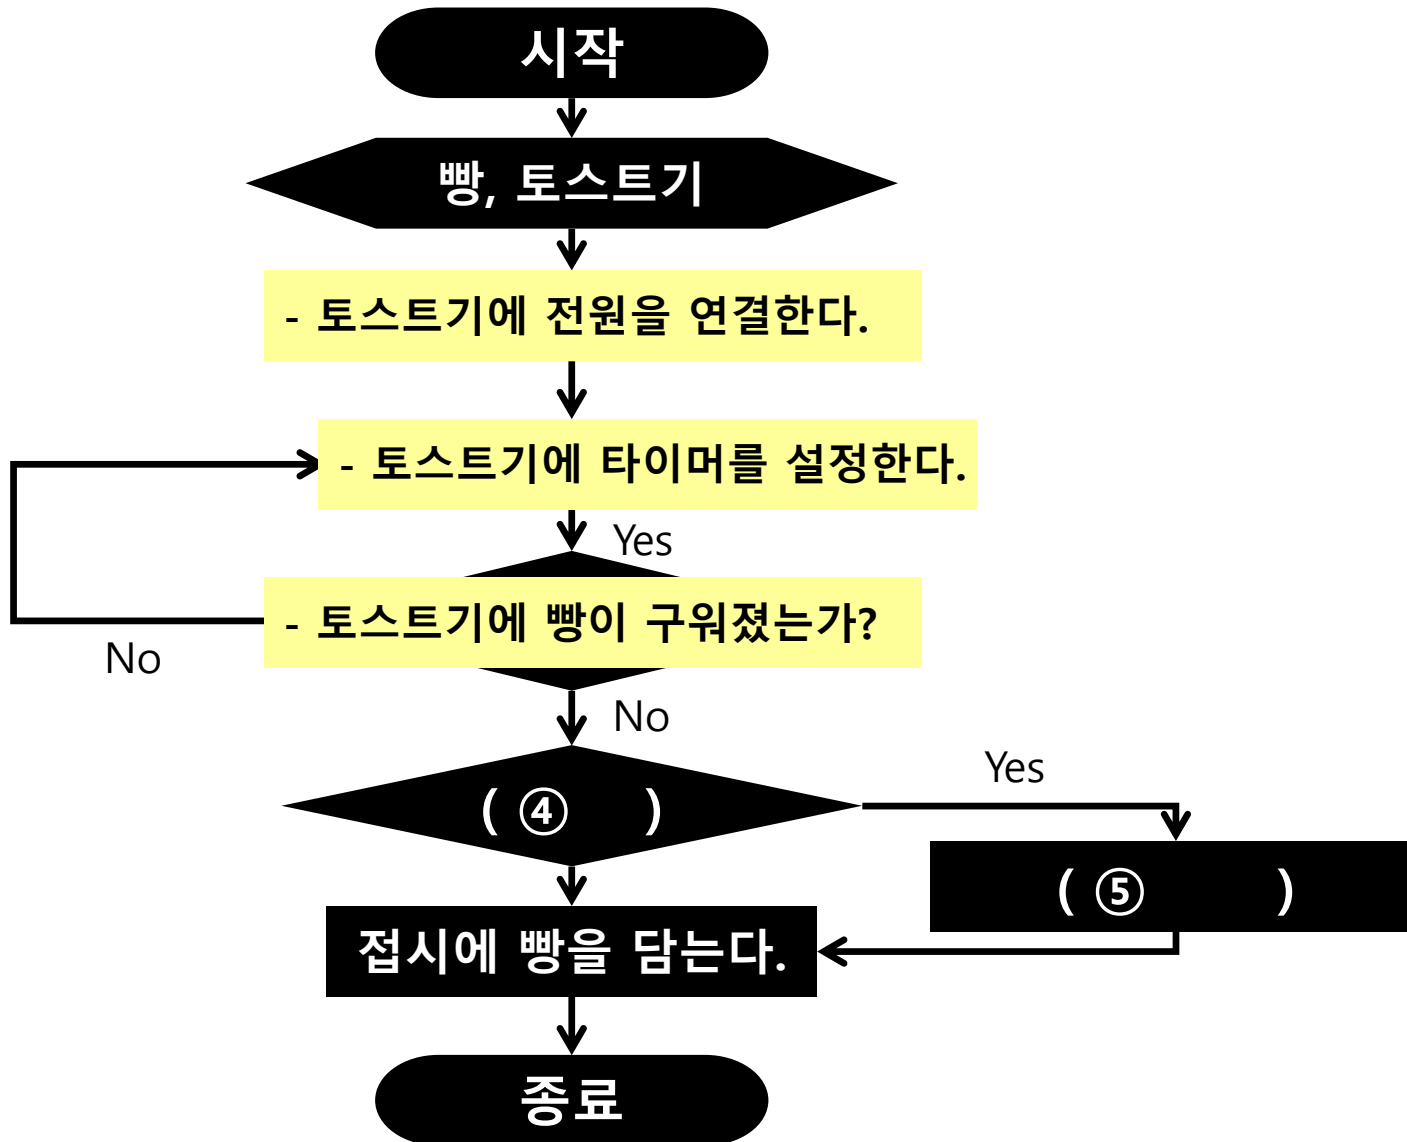 시작
빵, 토스트기
- 토스트기에 전원을 연결한다.
- 토스트기에 타이머를 설정한다.
Yes
- 토스트기에 빵이 구워졌는가?
No
No
Yes
( ④ )
( ⑤ )
접시에 빵을 담는다.
종료